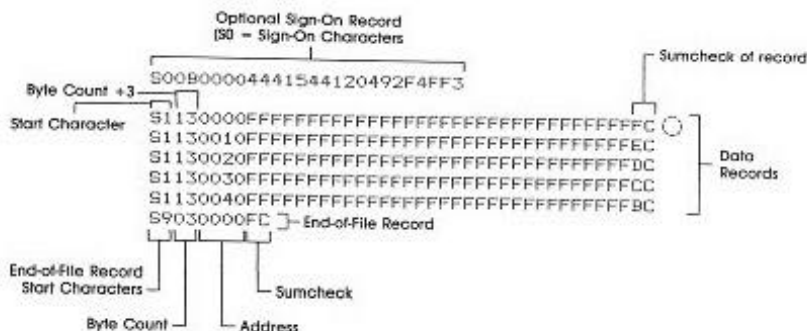 Optional Sign-On Record
(S0 = Sign-On Characters
S00B00004441544120492F4FF3
Sumcheck of record
Byte Count +3
Start Character
S1130000FFFFFFFFFFFFFFFFFFFFFFFFFFFFFFFFFC
S1130010FFFFFFFFFFFFFFFFFFFFFFFFFFFFFFFFEC
S1130020FFFFFFFFFFFFFFFFFFFFFFFFFFFFFFFFDC
S1130030FFFFFFFFFFFFFFFFFFFFFFFFFFFFFFFFCC
S1130040FFFFFFFFFFFFFFFFFFFFFFFFFFFFFFFFBC
Data
Records
S9030000FC
End-of-File Record
End-of-File Record
Start Characters
Sumcheck
Byte Count
Address